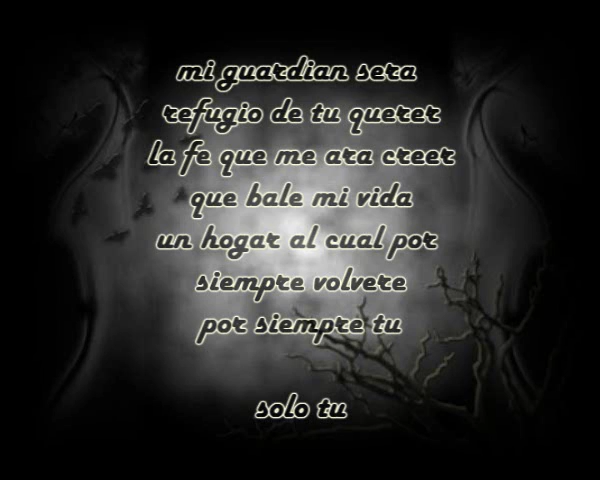 mi guardian sera
refugio de tu querer
la fe que me ara creer
que bale mi vida
un hogar al cual por
siempre volvere
por siempre tu
solo tu